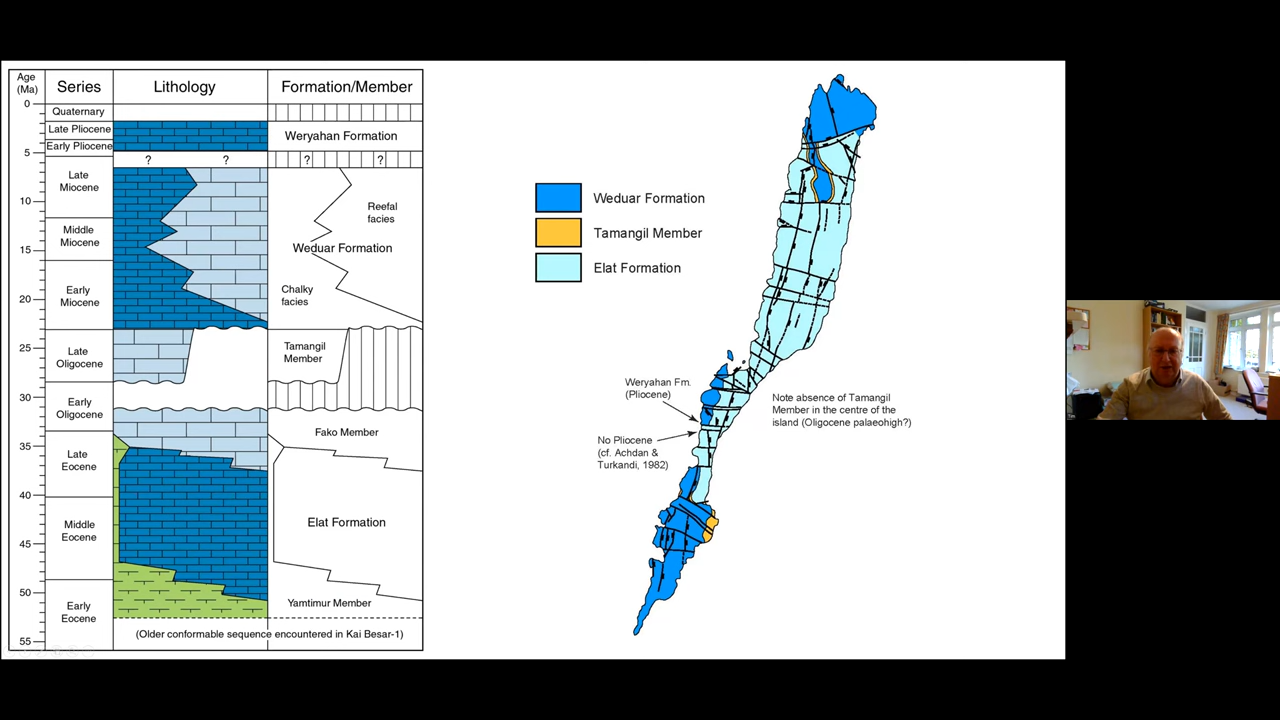 Age
(Ma)
Series
Lithology
Formation/Member
0
Quaternary
Late Pliocene
Weryahan Formation
Early Pliocene
5
?
?
?
?
Late
Miocene
Reefal
facies
10
Middle
Miocene
Weduar Formation
15
Early
Miocene
Chalky
facies
20
25
Late
Oligocene
Tamangil
Member
30
Early
Oligocene
Fako Member
35
Late
Eocene
40
Middle
Eocene
Elat Formation
45
50
Early
Eocene
Yamtimur Member
55
(Older conformable sequence encountered in Kai Besar-1)
Weduar Formation
Tamangil Member
Elat Formation
Weryahan Fm.
(Pliocene)
No Pliocene
(cf. Achdan &
Turkandi, 1982)
Note absence of Tamangil
Member in the centre of the
island (Oligocene palaeohigh?)